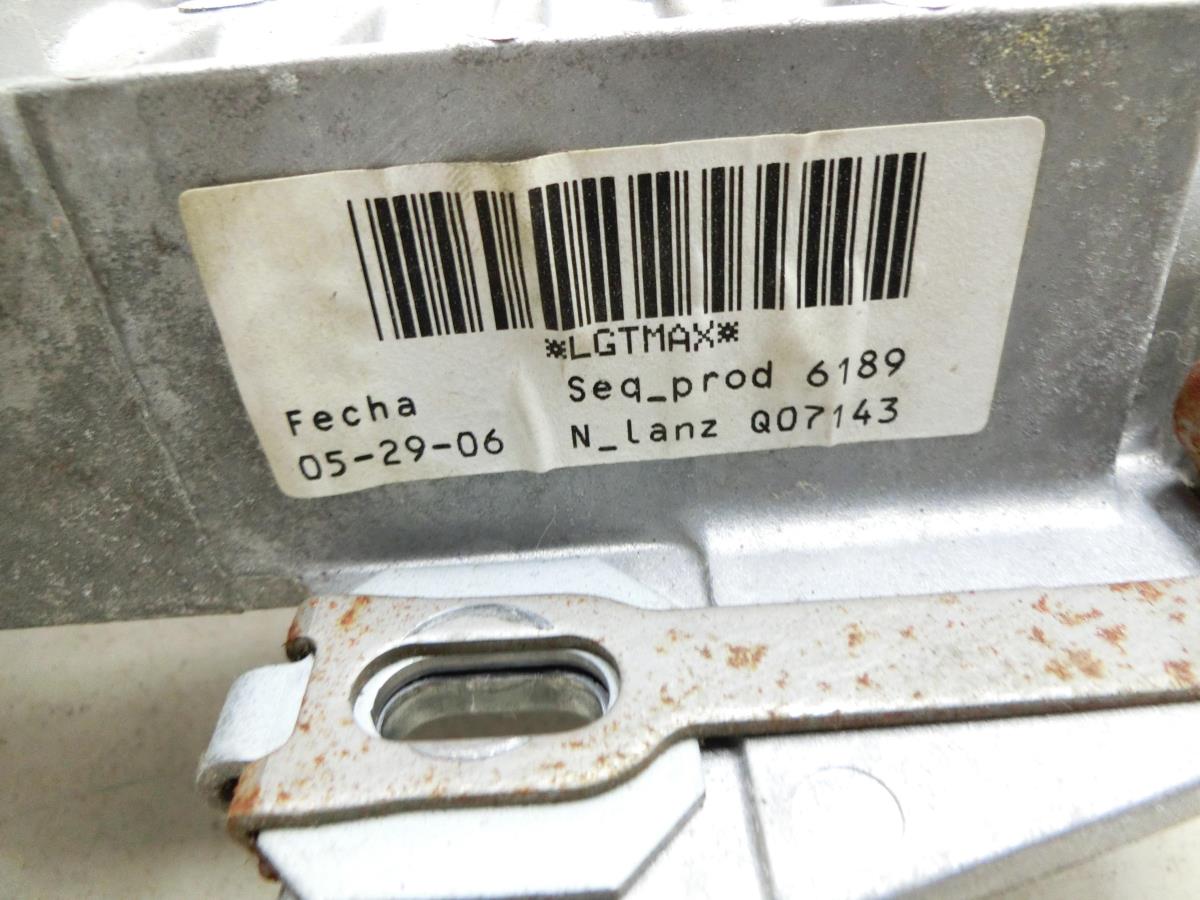 *LGTMAX*
Seq_prod 6189
Fecha
N_lanz Q07143
05-29-06